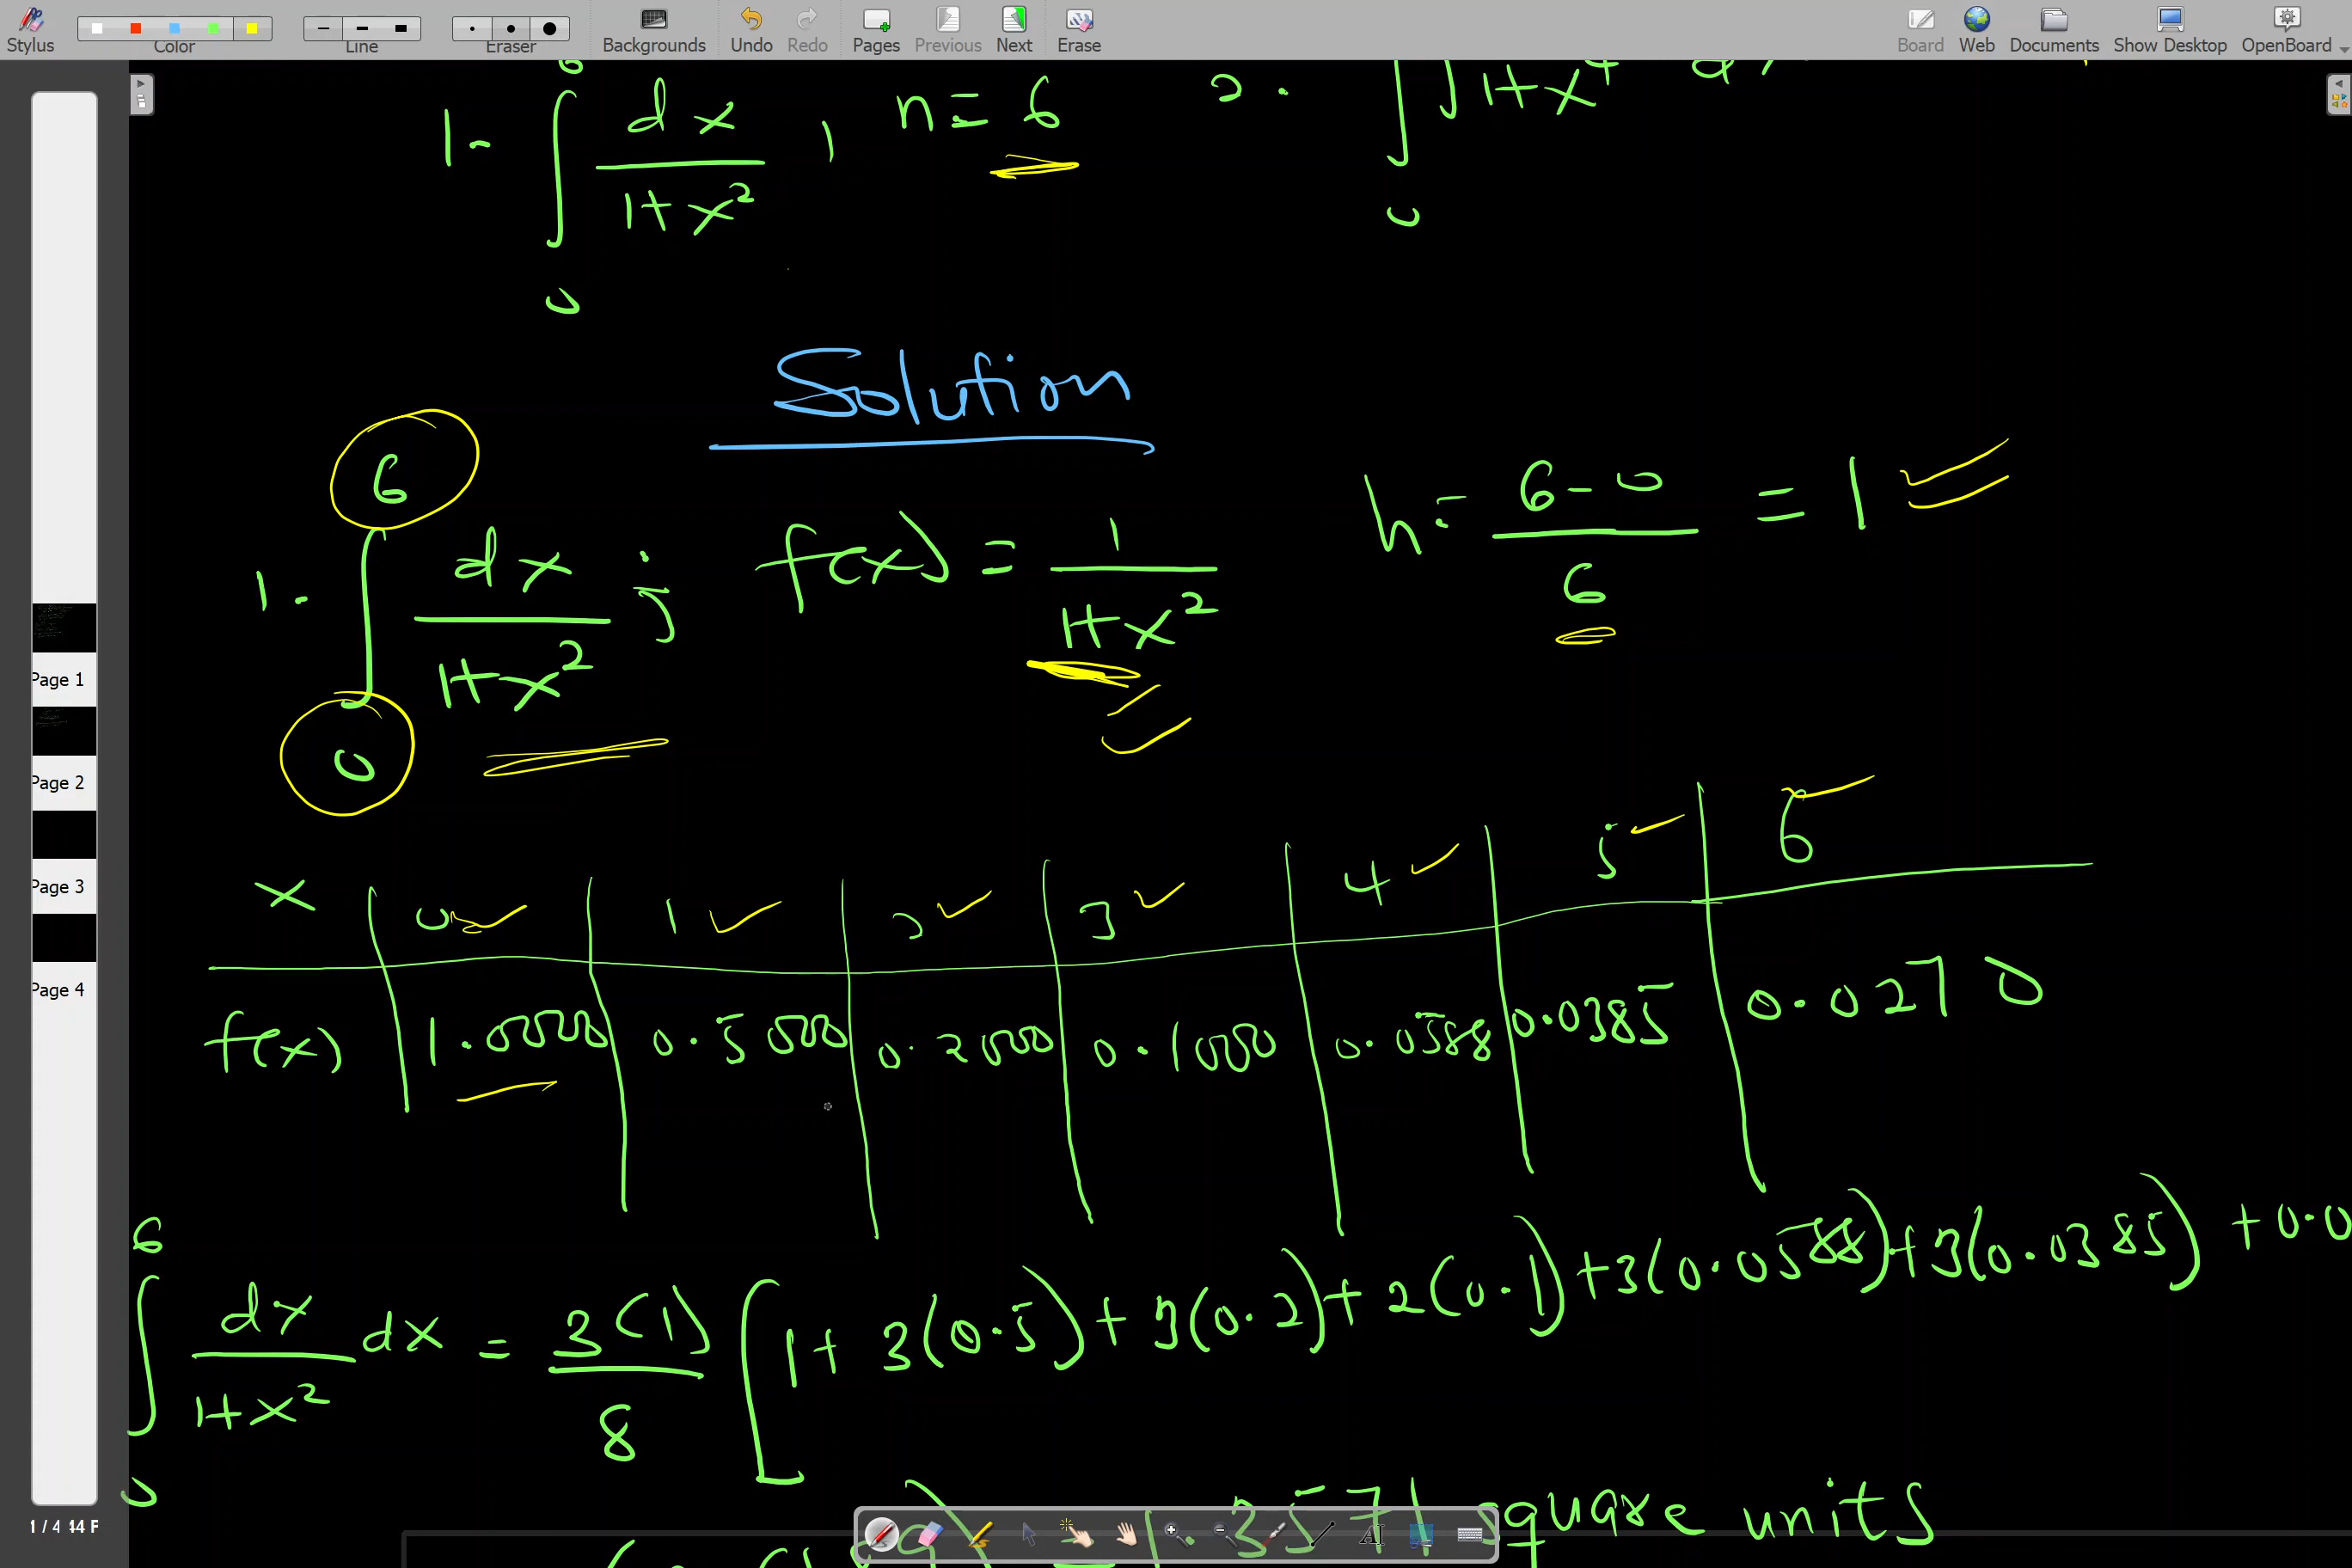 Stylus Color Line Eraser Backgrounds Undo Redo Pages Previous Next Erase Board Web Documents Show Desktop OpenBoard
1. ∫₀⁶ dx/(1+x²) , n = 6 2. ∫₀ ∫ 1+x⁴
Solution
1. ∫₀⁶ dx/(1+x²) ; f(x) = 1/(1+x²) h = (6-0)/6 = 1
x | 0 | 1 | 2 | 3 | 4 | 5 | 6
f(x) | 1.0000 | 0.5000 | 0.2000 | 0.1000 | 0.0588 | 0.0385 | 0.0270
∫₀⁶ dx/(1+x²) dx = 3(1)/8 [1 + 3(0.5) + 3(0.2) + 2(0.1) + 3(0.0588) + 3(0.0385) + 0.0
square units
Page 1
Page 2
Page 3
Page 4